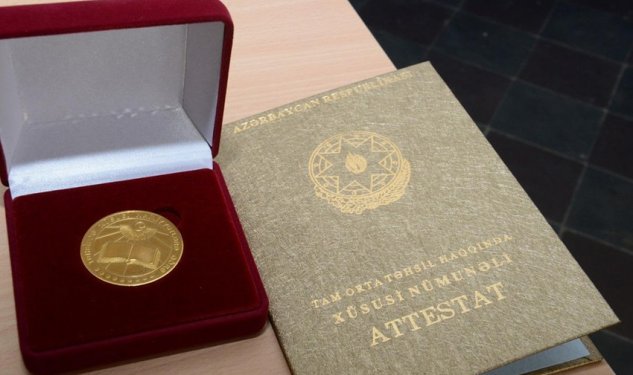 AZƏRBAYCAN RESPUBLİKASI
TAM ORTA TƏHSİL HAQQINDA
XÜSUSİ NÜMUNƏLİ
ATTESTAT